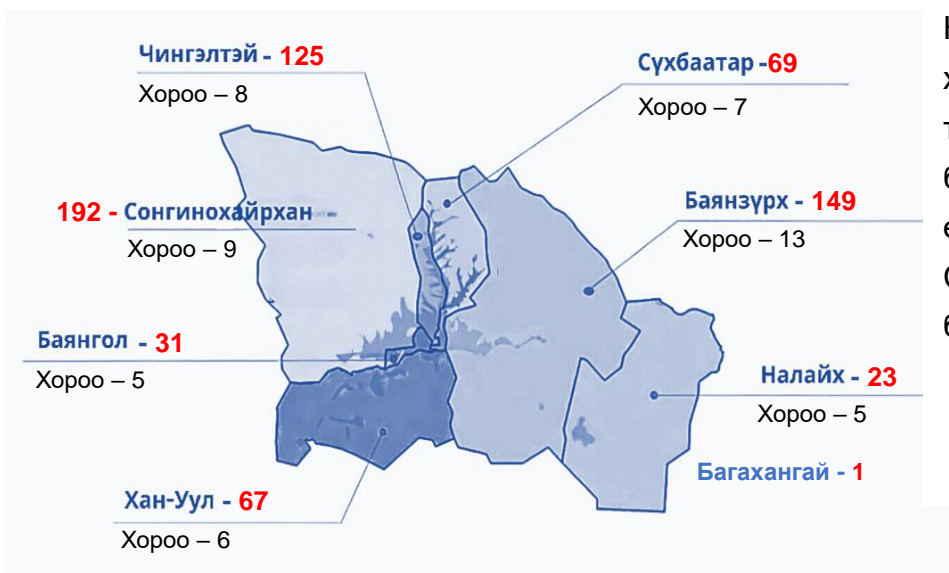 Чингэлтэй - 125
Хороо – 8
Сүхбаатар -69
Хороо – 7
192 - Сонгинохайрхан
Хороо – 9
Баянзүрх - 149
Хороо – 13
Баянгол - 31
Хороо – 5
Налайх - 23
Хороо – 5
Багахангай - 1
Хан-Уул - 67
Хороо – 6